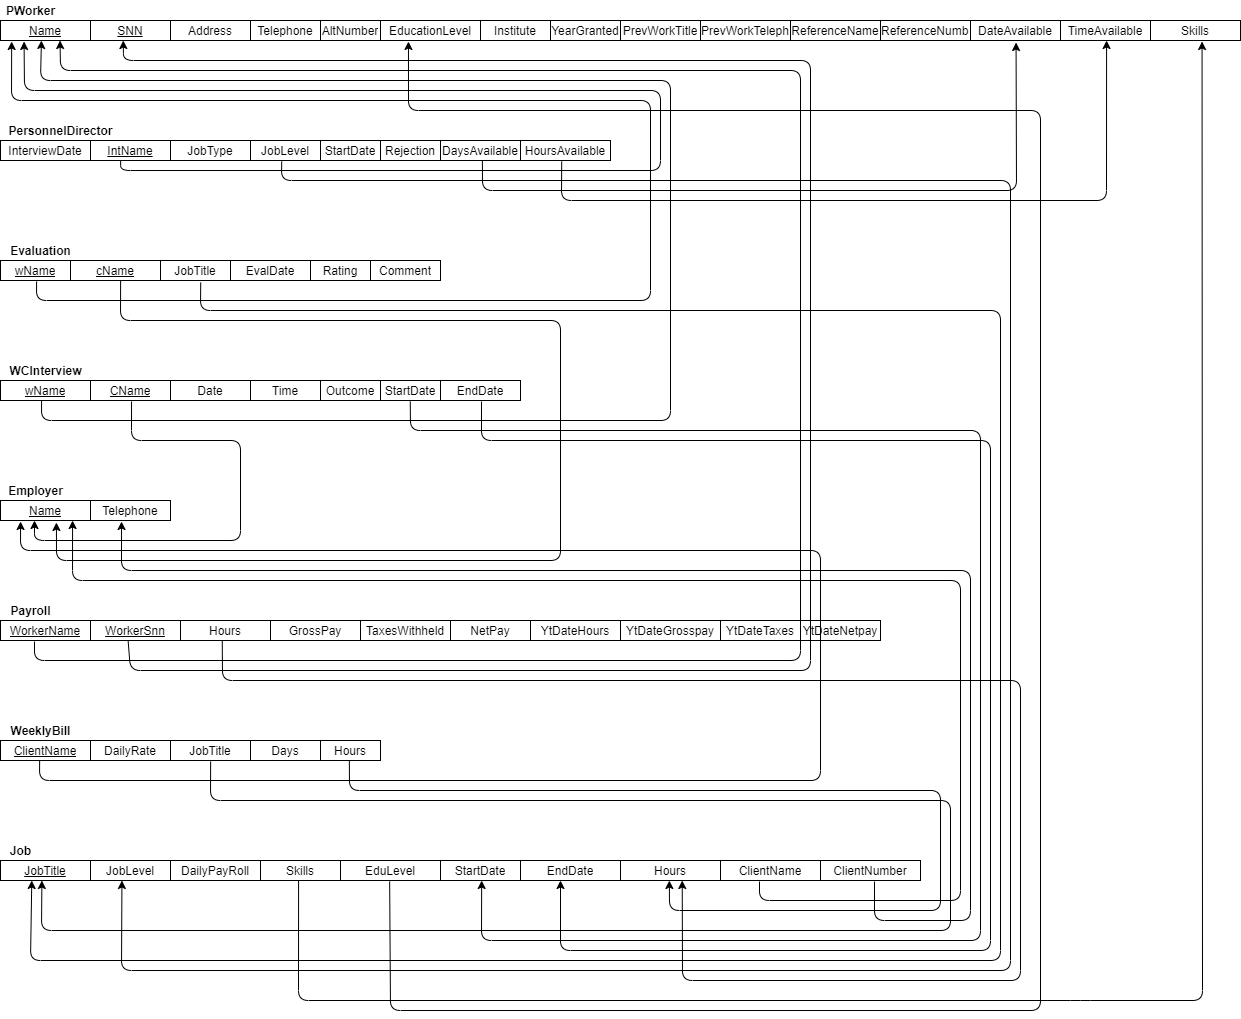 PWorker
Name SNN Address Telephone AltNumber EducationLevel Institute YearGranted PrevWorkTitle PrevWorkTeleph ReferenceName ReferenceNumb DateAvailable TimeAvailable Skills
PersonnelDirector
InterviewDate IntName JobType JobLevel StartDate Rejection DaysAvailable HoursAvailable
Evaluation
wName cName JobTitle EvalDate Rating Comment
WCInterview
wName CName Date Time Outcome StartDate EndDate
Employer
Name Telephone
Payroll
WorkerName WorkerSnn Hours GrossPay TaxesWithheld NetPay YtDateHours YtDateGrosspay YtDateTaxes YtDateNetpay
WeeklyBill
ClientName DailyRate JobTitle Days Hours
Job
JobTitle JobLevel DailyPayRoll Skills EduLevel StartDate EndDate Hours ClientName ClientNumber